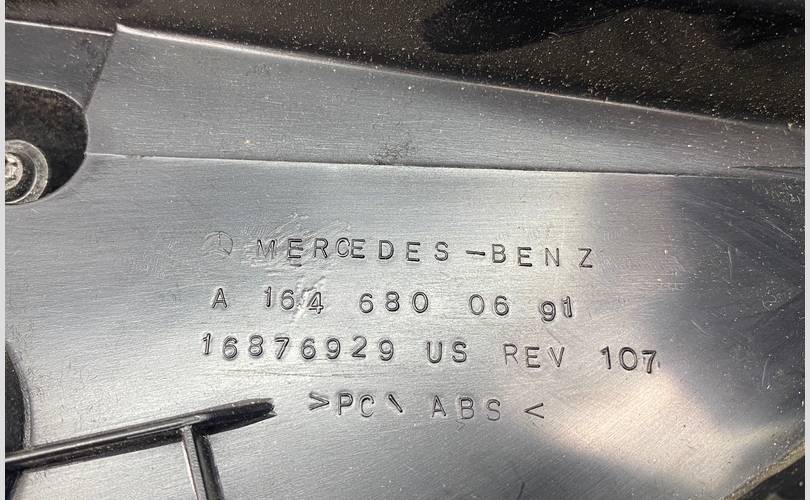 MERCEDES-BENZ
A 164 680 06 91
16876929 US REV 107
>PC\ ABS <